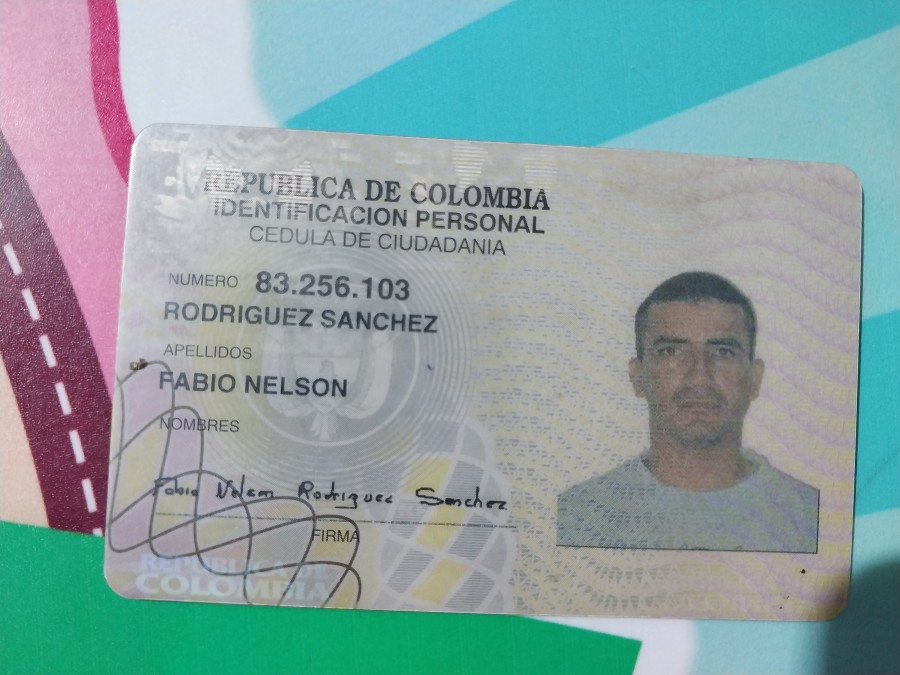 REPUBLICA DE COLOMBIA
IDENTIFICACION PERSONAL
CEDULA DE CIUDADANIA
NUMERO 83.256.103
RODRIGUEZ SANCHEZ
APELLIDOS
FABIO NELSON
NOMBRES
Fabio Nelson Rodriguez Sanchez
FIRMA
REPUBLICA DE
COLOMBIA